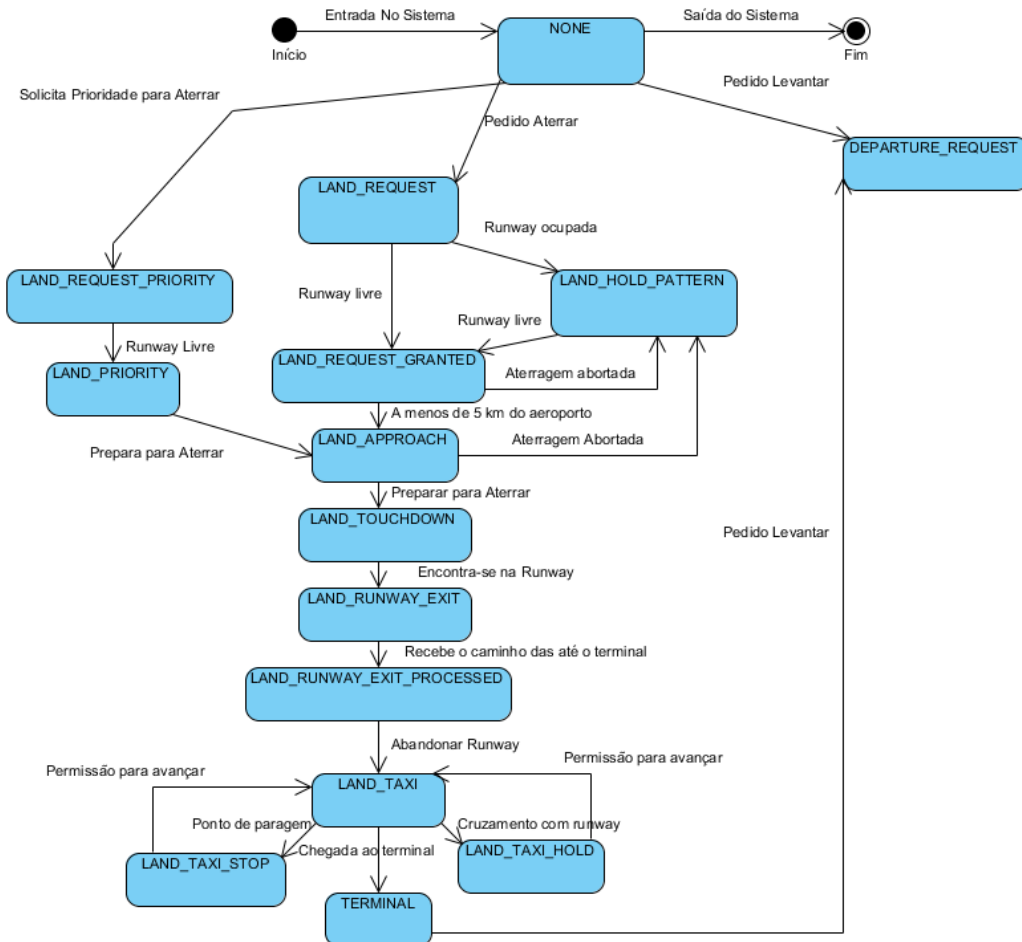 Entrada No Sistema
Saída do Sistema
NONE
Início
Fim
Solicita Prioridade para Aterrar
Pedido Levantar
Pedido Aterrar
DEPARTURE_REQUEST
LAND_REQUEST
Runway ocupada
LAND_REQUEST_PRIORITY
LAND_HOLD_PATTERN
Runway livre
Runway livre
Runway Livre
LAND_REQUEST_GRANTED
LAND_PRIORITY
Aterragem abortada
A menos de 5 km do aeroporto
LAND_APPROACH
Aterragem Abortada
Prepara para Aterrar
Preparar para Aterrar
LAND_TOUCHDOWN
Pedido Levantar
Encontra-se na Runway
LAND_RUNWAY_EXIT
Recebe o caminho das até o terminal
LAND_RUNWAY_EXIT_PROCESSED
Abandonar Runway
Permissão para avançar
Permissão para avançar
LAND_TAXI
Ponto de paragem
Cruzamento com runway
Chegada ao terminal
LAND_TAXI_STOP
LAND_TAXI_HOLD
TERMINAL